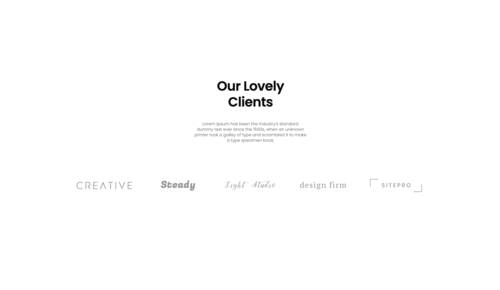 Our Lovely
Clients
Lorem Ipsum has been the industry's standard
dummy text ever since the 1500s, when an unknown
printer took a galley of type and scrambled it to make
a type specimen book.
CREATIVE
Steady
Light Studio
design firm
SITEPRO